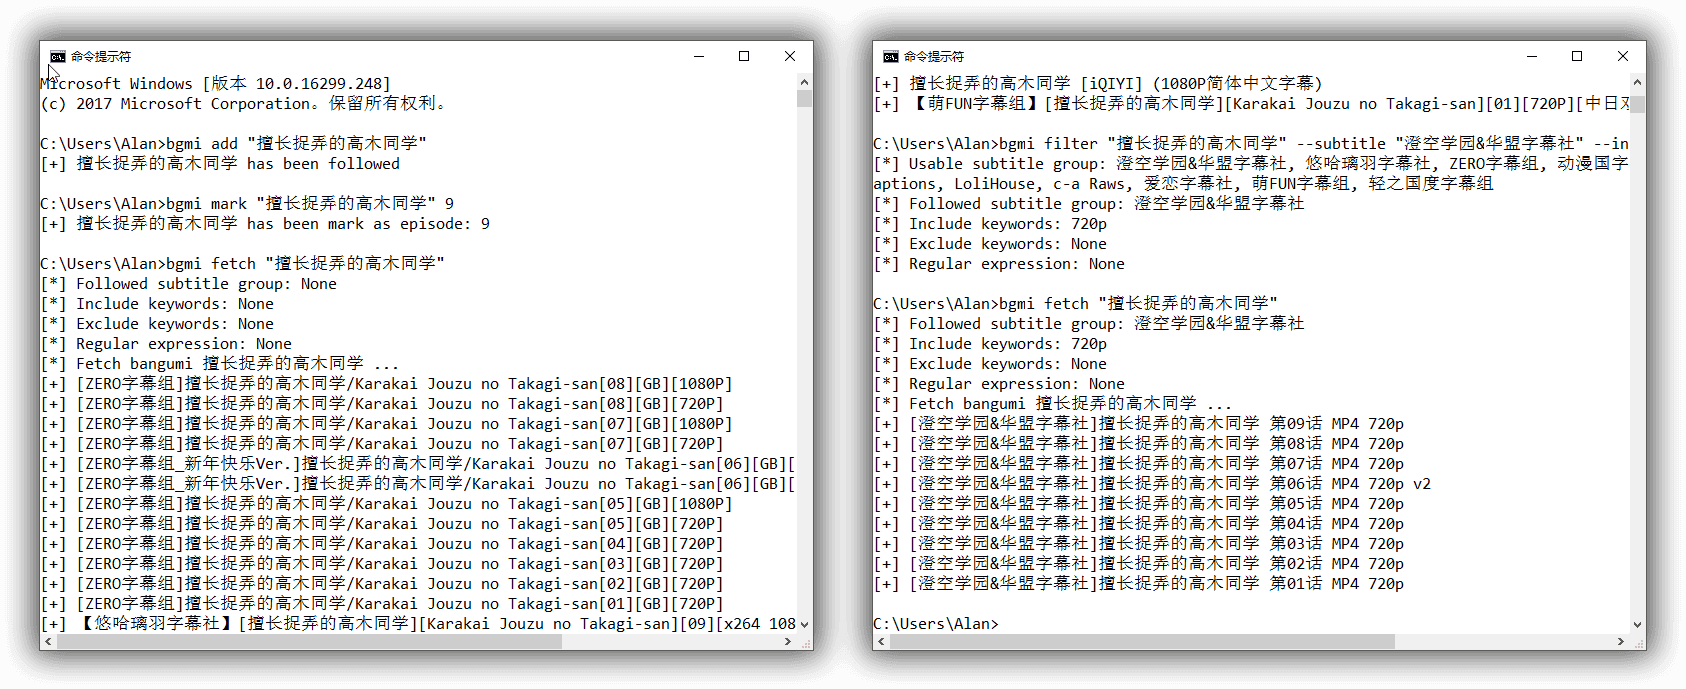 命令提示符
Microsoft Windows [版本 10.0.16299.248]
(c) 2017 Microsoft Corporation。保留所有权利。
C:\Users\Alan>bgmi add "擅长捉弄的高木同学"
[+] 擅长捉弄的高木同学 has been followed
C:\Users\Alan>bgmi mark "擅长捉弄的高木同学" 9
[+] 擅长捉弄的高木同学 has been mark as episode: 9
C:\Users\Alan>bgmi fetch "擅长捉弄的高木同学"
[*] Followed subtitle group: None
[*] Include keywords: None
[*] Exclude keywords: None
[*] Regular expression: None
[*] Fetch bangumi 擅长捉弄的高木同学 ...
[+] [ZERO字幕组]擅长捉弄的高木同学/Karakai Jouzu no Takagi-san[08][GB][1080P]
[+] [ZERO字幕组]擅长捉弄的高木同学/Karakai Jouzu no Takagi-san[08][GB][720P]
[+] [ZERO字幕组]擅长捉弄的高木同学/Karakai Jouzu no Takagi-san[07][GB][1080P]
[+] [ZERO字幕组]擅长捉弄的高木同学/Karakai Jouzu no Takagi-san[07][GB][720P]
[+] [ZERO字幕组_新年快乐Ver.]擅长捉弄的高木同学/Karakai Jouzu no Takagi-san[06][GB][
[+] [ZERO字幕组_新年快乐Ver.]擅长捉弄的高木同学/Karakai Jouzu no Takagi-san[06][GB][
[+] [ZERO字幕组]擅长捉弄的高木同学/Karakai Jouzu no Takagi-san[05][GB][1080P]
[+] [ZERO字幕组]擅长捉弄的高木同学/Karakai Jouzu no Takagi-san[05][GB][720P]
[+] [ZERO字幕组]擅长捉弄的高木同学/Karakai Jouzu no Takagi-san[04][GB][720P]
[+] [ZERO字幕组]擅长捉弄的高木同学/Karakai Jouzu no Takagi-san[03][GB][720P]
[+] [ZERO字幕组]擅长捉弄的高木同学/Karakai Jouzu no Takagi-san[02][GB][720P]
[+] [ZERO字幕组]擅长捉弄的高木同学/Karakai Jouzu no Takagi-san[01][GB][720P]
[+] 【悠哈璃羽字幕社】[擅长捉弄的高木同学][Karakai Jouzu no Takagi-san][09][x264 108
命令提示符
[+] 擅长捉弄的高木同学 [iQIYI] (1080P简体中文字幕)
[+] 【萌FUN字幕组】[擅长捉弄的高木同学][Karakai Jouzu no Takagi-san][01][720P][中日
C:\Users\Alan>bgmi filter "擅长捉弄的高木同学" --subtitle "澄空学园&华盟字幕社" --in
[*] Usable subtitle group: 澄空学园&华盟字幕社, 悠哈璃羽字幕社, ZERO字幕组, 动漫国字
aptions, LoliHouse, c-a Raws, 爱恋字幕社, 萌FUN字幕组, 轻之国度字幕组
[*] Followed subtitle group: 澄空学园&华盟字幕社
[*] Include keywords: 720p
[*] Exclude keywords: None
[*] Regular expression: None
C:\Users\Alan>bgmi fetch "擅长捉弄的高木同学"
[*] Followed subtitle group: 澄空学园&华盟字幕社
[*] Include keywords: 720p
[*] Exclude keywords: None
[*] Regular expression: None
[*] Fetch bangumi 擅长捉弄的高木同学 ...
[+] [澄空学园&华盟字幕社]擅长捉弄的高木同学 第09话 MP4 720p
[+] [澄空学园&华盟字幕社]擅长捉弄的高木同学 第08话 MP4 720p
[+] [澄空学园&华盟字幕社]擅长捉弄的高木同学 第07话 MP4 720p
[+] [澄空学园&华盟字幕社]擅长捉弄的高木同学 第06话 MP4 720p v2
[+] [澄空学园&华盟字幕社]擅长捉弄的高木同学 第05话 MP4 720p
[+] [澄空学园&华盟字幕社]擅长捉弄的高木同学 第04话 MP4 720p
[+] [澄空学园&华盟字幕社]擅长捉弄的高木同学 第03话 MP4 720p
[+] [澄空学园&华盟字幕社]擅长捉弄的高木同学 第02话 MP4 720p
[+] [澄空学园&华盟字幕社]擅长捉弄的高木同学 第01话 MP4 720p
C:\Users\Alan>